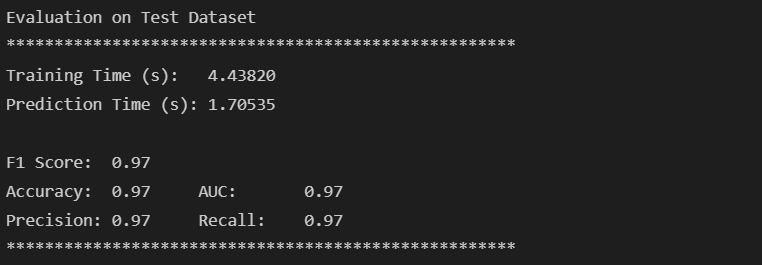 Evaluation on Test Dataset
*****************************************************
Training Time (s):   4.43820
Prediction Time (s): 1.70535
F1 Score:  0.97
Accuracy:  0.97     AUC:       0.97
Precision: 0.97     Recall:    0.97
*****************************************************